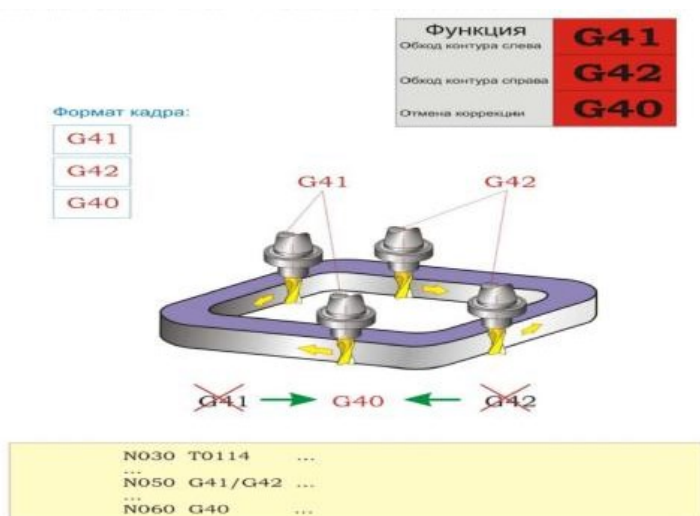 Функция
Обход контура слева G41
Обход контура справа G42
Отмена коррекции G40
Формат кадра:
G41
G42
G40
G41 G42
G41 G40 G42
N030 T0114 ...
...
N050 G41/G42 ...
...
N060 G40 ...